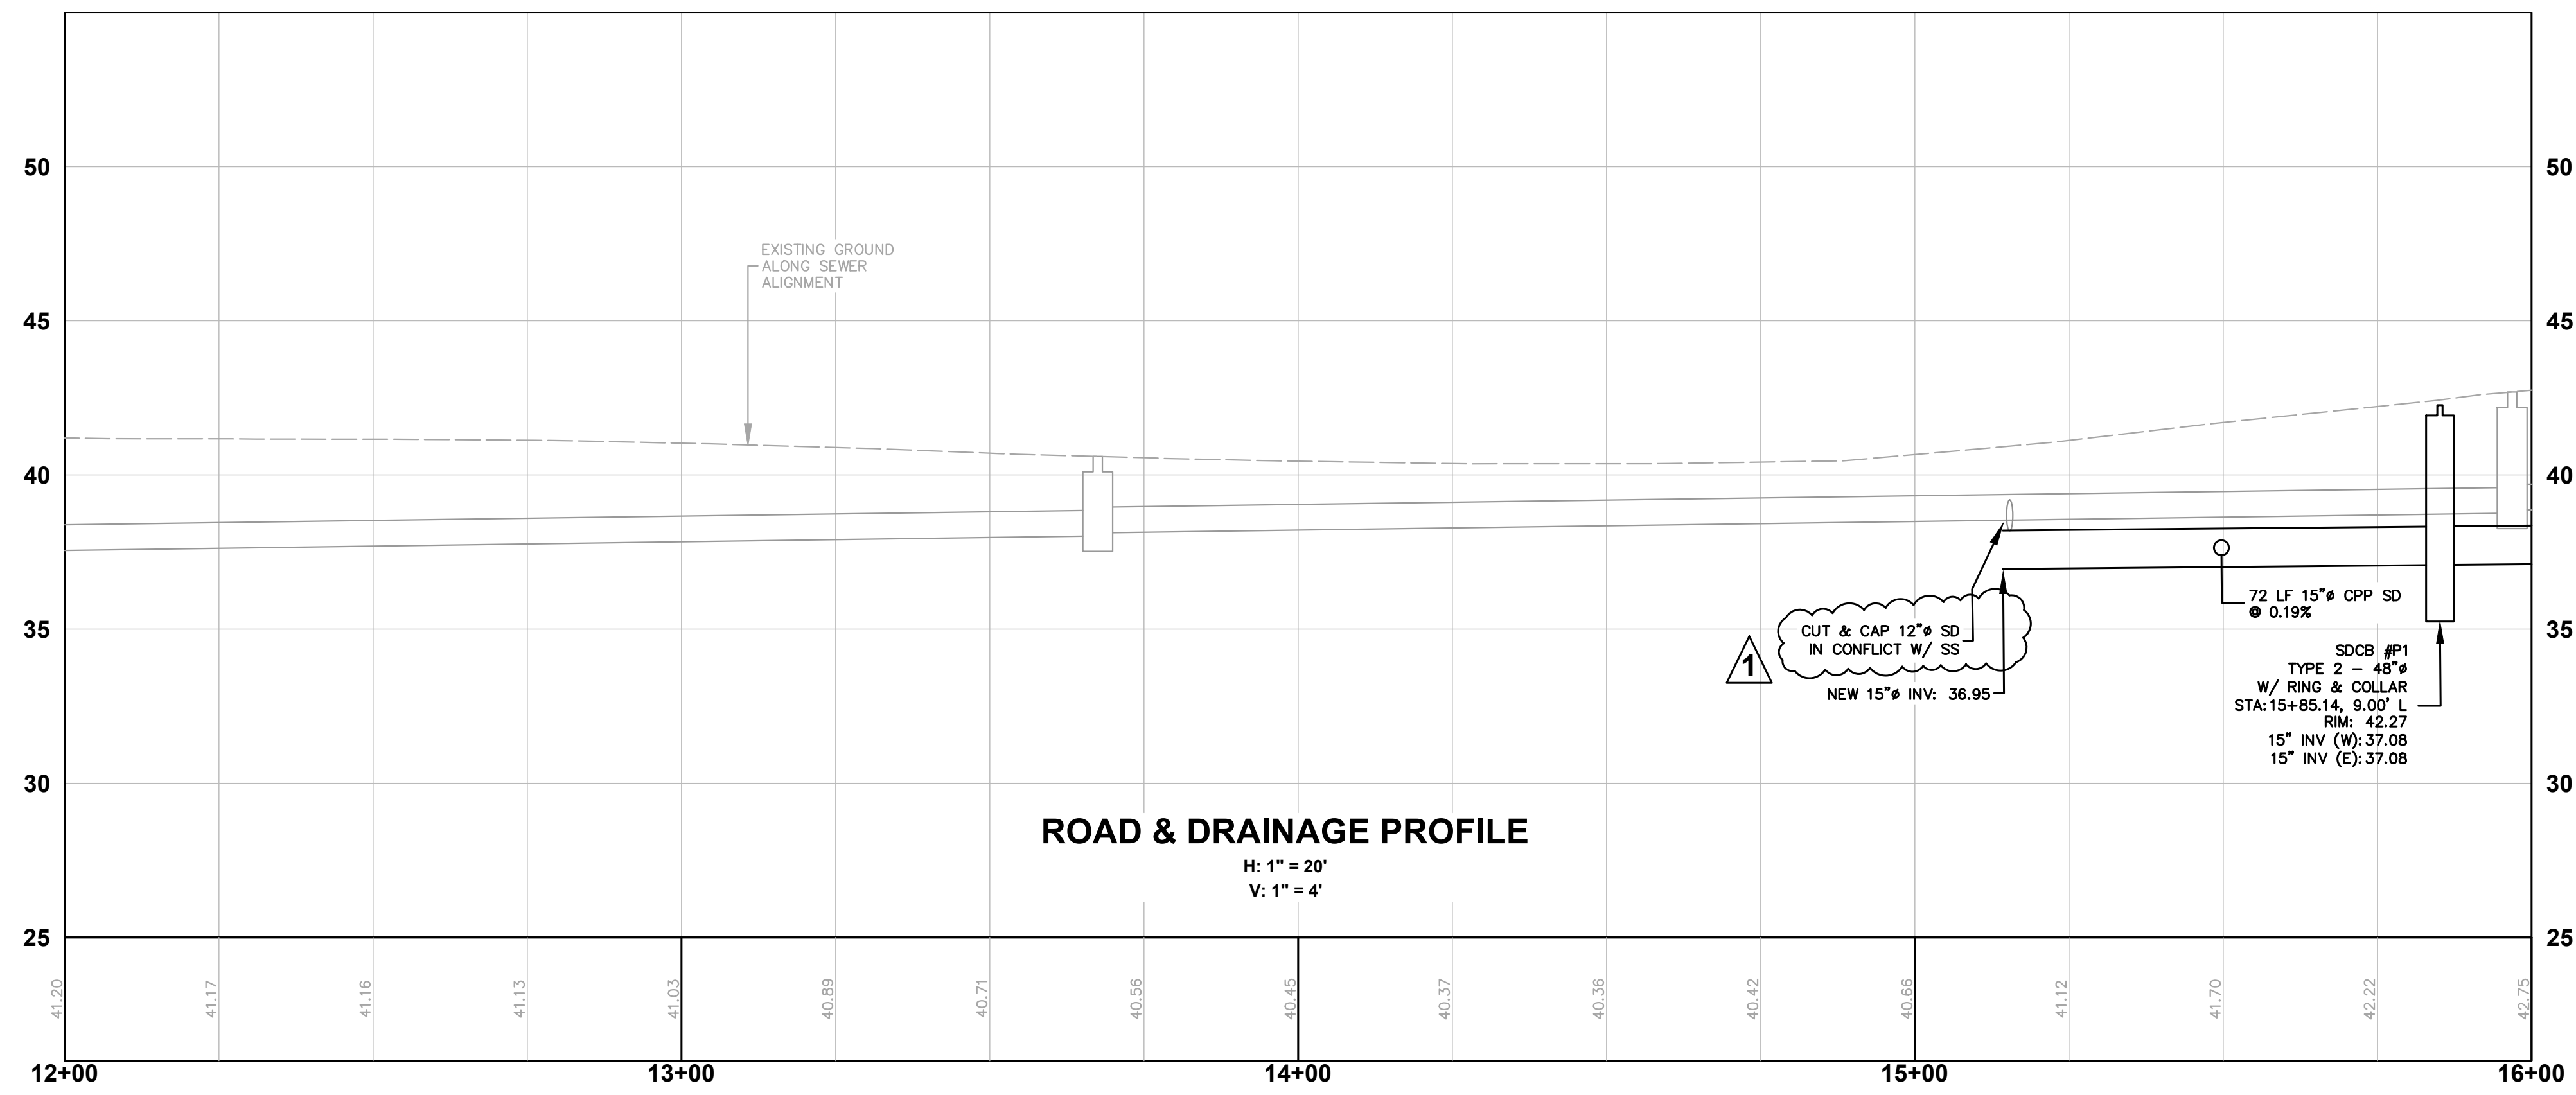 50
50
45
45
40
40
35
35
30
30
25
25
EXISTING GROUND
ALONG SEWER
ALIGNMENT
CUT & CAP 12"ø SD
IN CONFLICT W/ SS
1
NEW 15"ø INV: 36.95
72 LF 15"ø CPP SD
@ 0.19%
SDCB #P1
TYPE 2 - 48"ø
W/ RING & COLLAR
STA:15+85.14, 9.00' L
RIM: 42.27
15" INV (W):37.08
15" INV (E):37.08
ROAD & DRAINAGE PROFILE
H: 1" = 20'
V: 1" = 4'
41.20
41.17
41.16
41.13
41.03
40.89
40.71
40.56
40.45
40.37
40.36
40.42
40.66
41.12
41.70
42.22
42.75
12+00
13+00
14+00
15+00
16+00